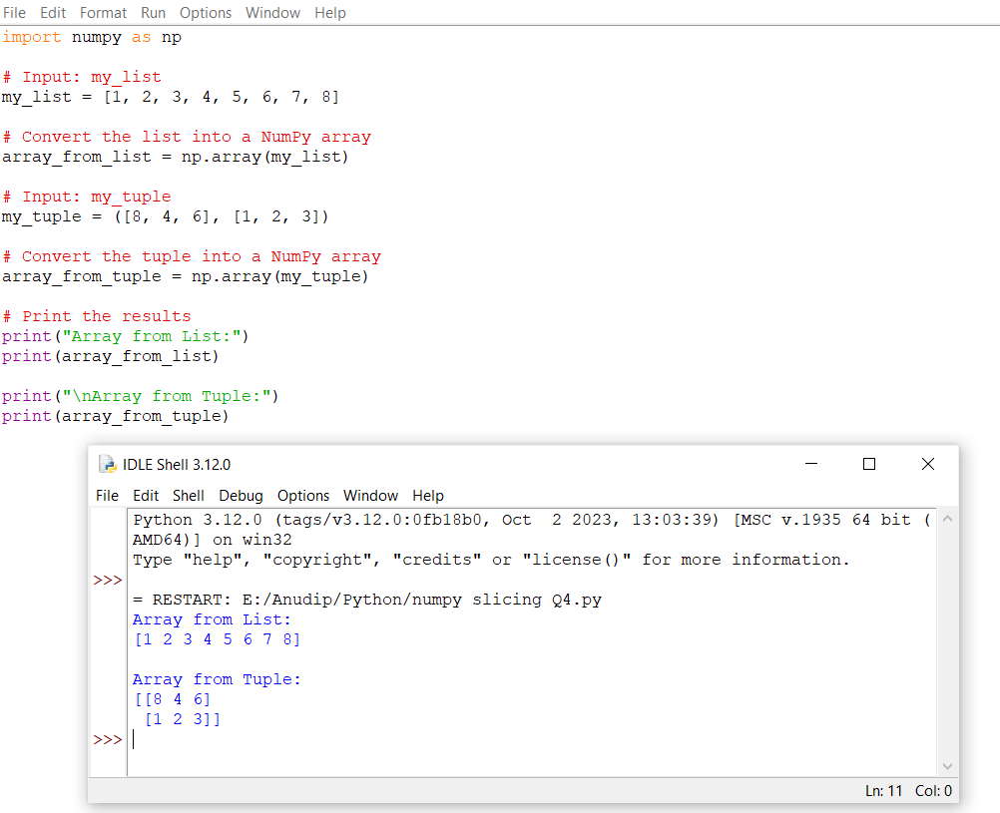 File Edit Format Run Options Window Help
import numpy as np
# Input: my_list
my_list = [1, 2, 3, 4, 5, 6, 7, 8]
# Convert the list into a NumPy array
array_from_list = np.array(my_list)
# Input: my_tuple
my_tuple = ([8, 4, 6], [1, 2, 3])
# Convert the tuple into a NumPy array
array_from_tuple = np.array(my_tuple)
# Print the results
print("Array from List:")
print(array_from_list)
print("\nArray from Tuple:")
print(array_from_tuple)
IDLE Shell 3.12.0
File Edit Shell Debug Options Window Help
Python 3.12.0 (tags/v3.12.0:0fb18b0, Oct  2 2023, 13:03:39) [MSC v.1935 64 bit (
AMD64)] on win32
Type "help", "copyright", "credits" or "license()" for more information.
>>>
= RESTART: E:/Anudip/Python/numpy slicing Q4.py
Array from List:
[1 2 3 4 5 6 7 8]
Array from Tuple:
[[8 4 6]
 [1 2 3]]
>>>
Ln: 11 Col: 0